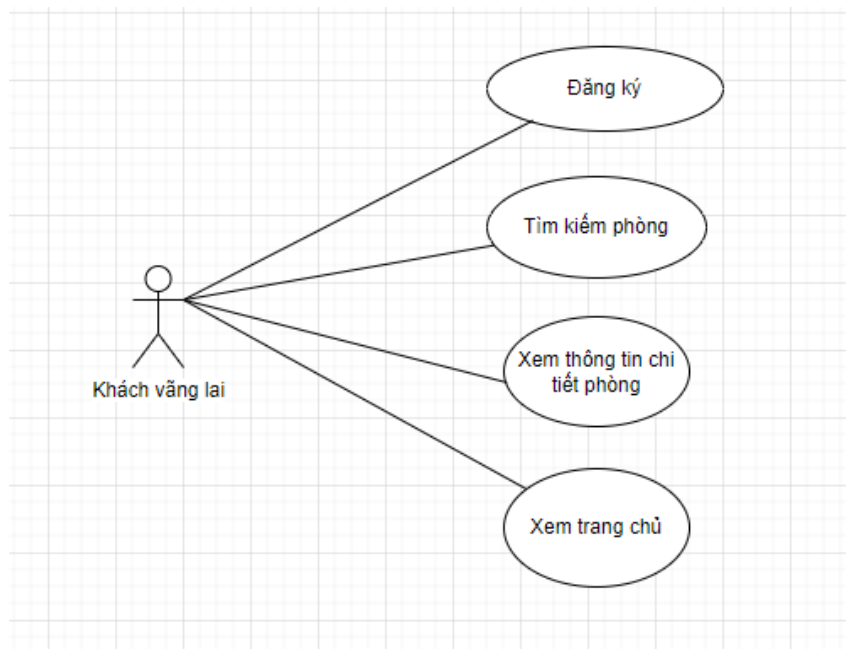 Đăng ký
Tìm kiếm phòng
Xem thông tin chi
tiết phòng
Khách vãng lai
Xem trang chủ